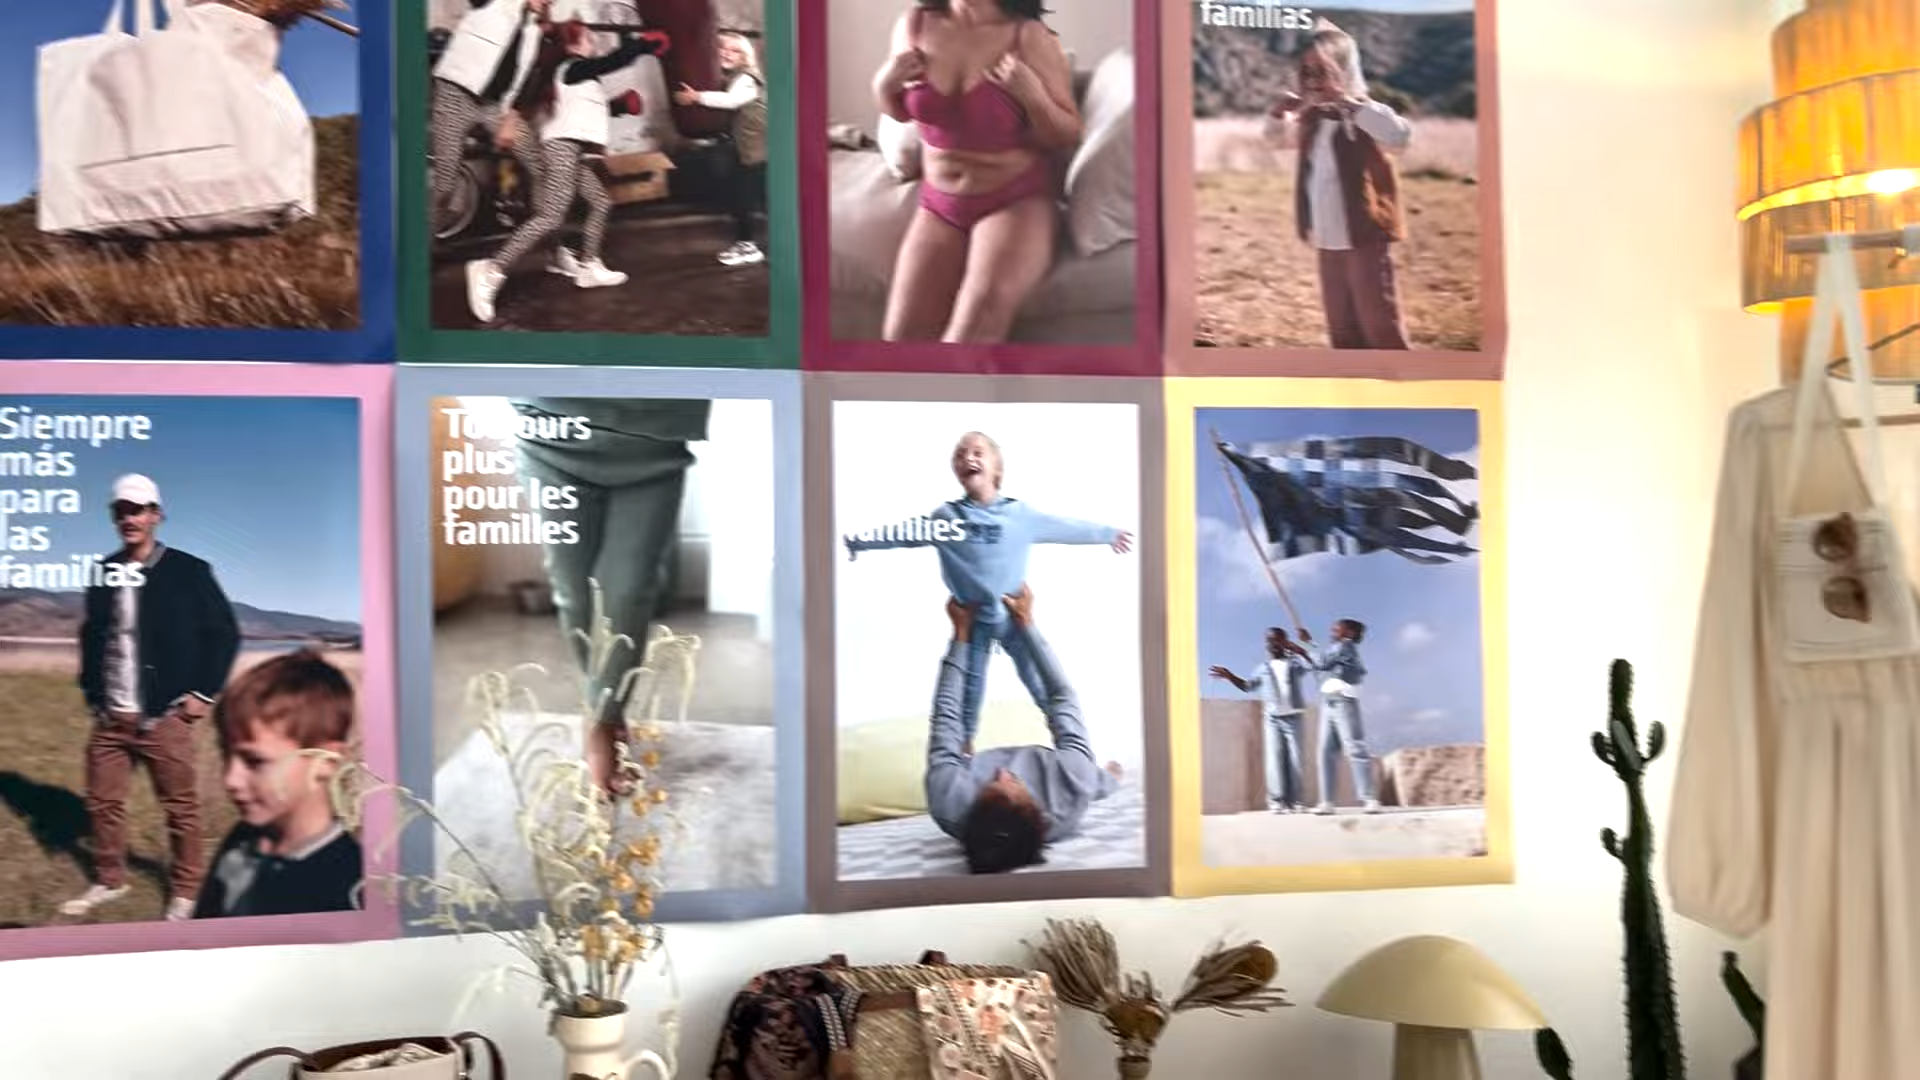 familias
Siempre
más
para
las
familias
Toujours
plus
pour les
familles
families